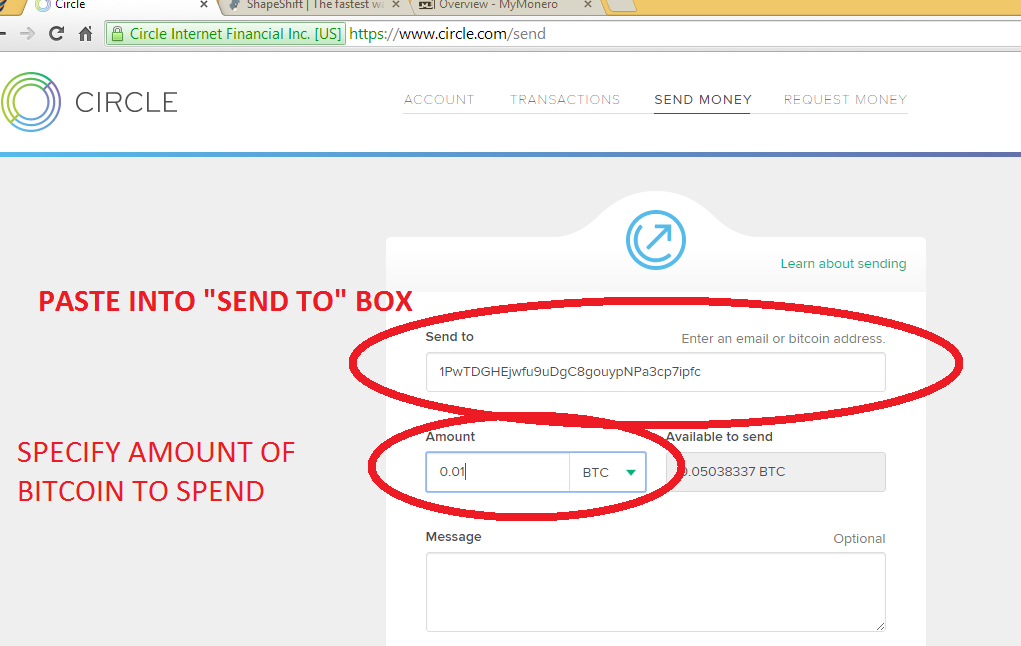 Circle × ShapeShift | The fastest wa × Overview - MyMonero ×
Circle Internet Financial Inc. [US] https://www.circle.com/send
CIRCLE
ACCOUNT TRANSACTIONS SEND MONEY REQUEST MONEY
Learn about sending
PASTE INTO "SEND TO" BOX
Send to Enter an email or bitcoin address.
1PwTDGHEjwfu9uDgC8gouypNPa3cp7ipfc
SPECIFY AMOUNT OF
BITCOIN TO SPEND
Amount Available to send
0.01 BTC 0.05038337 BTC
Message Optional